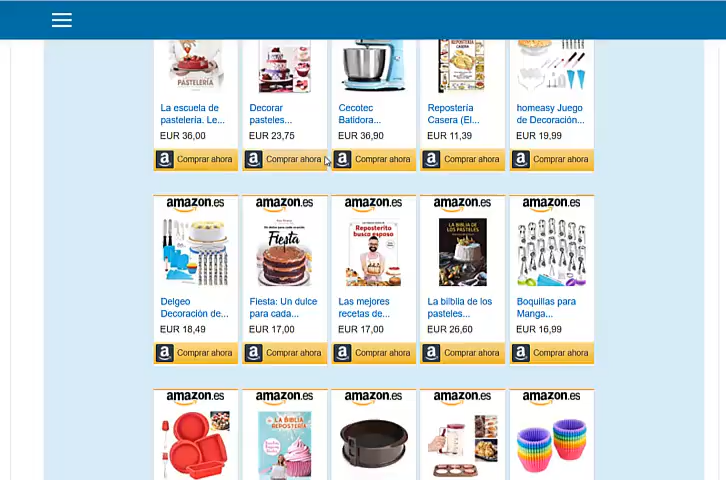 PASTELERÍA
La escuela de
pastelería. Le...
EUR 36,00
Comprar ahora
Decorar
pasteles...
EUR 23,75
Comprar ahora
Cecotec
Batidora...
EUR 36,90
Comprar ahora
REPOSTERÍA
CASERA
Repostería
Casera (El...
EUR 11,39
Comprar ahora
homeasy Juego
de Decoración...
EUR 19,99
Comprar ahora
amazon.es
Delgeo
Decoración de...
EUR 18,49
Comprar ahora
amazon.es
Fiesta
Fiesta: Un dulce
para cada...
EUR 17,00
Comprar ahora
amazon.es
Reposterito
busca esposo
Las mejores
recetas de...
EUR 17,00
Comprar ahora
amazon.es
LA BIBLIA DE
LOS PASTELES
La bilblia de los
pasteles...
EUR 26,60
Comprar ahora
amazon.es
Boquillas para
Manga...
EUR 16,99
Comprar ahora
amazon.es
amazon.es
LA BIBLIA
REPOSTERÍA
amazon.es
amazon.es
amazon.es